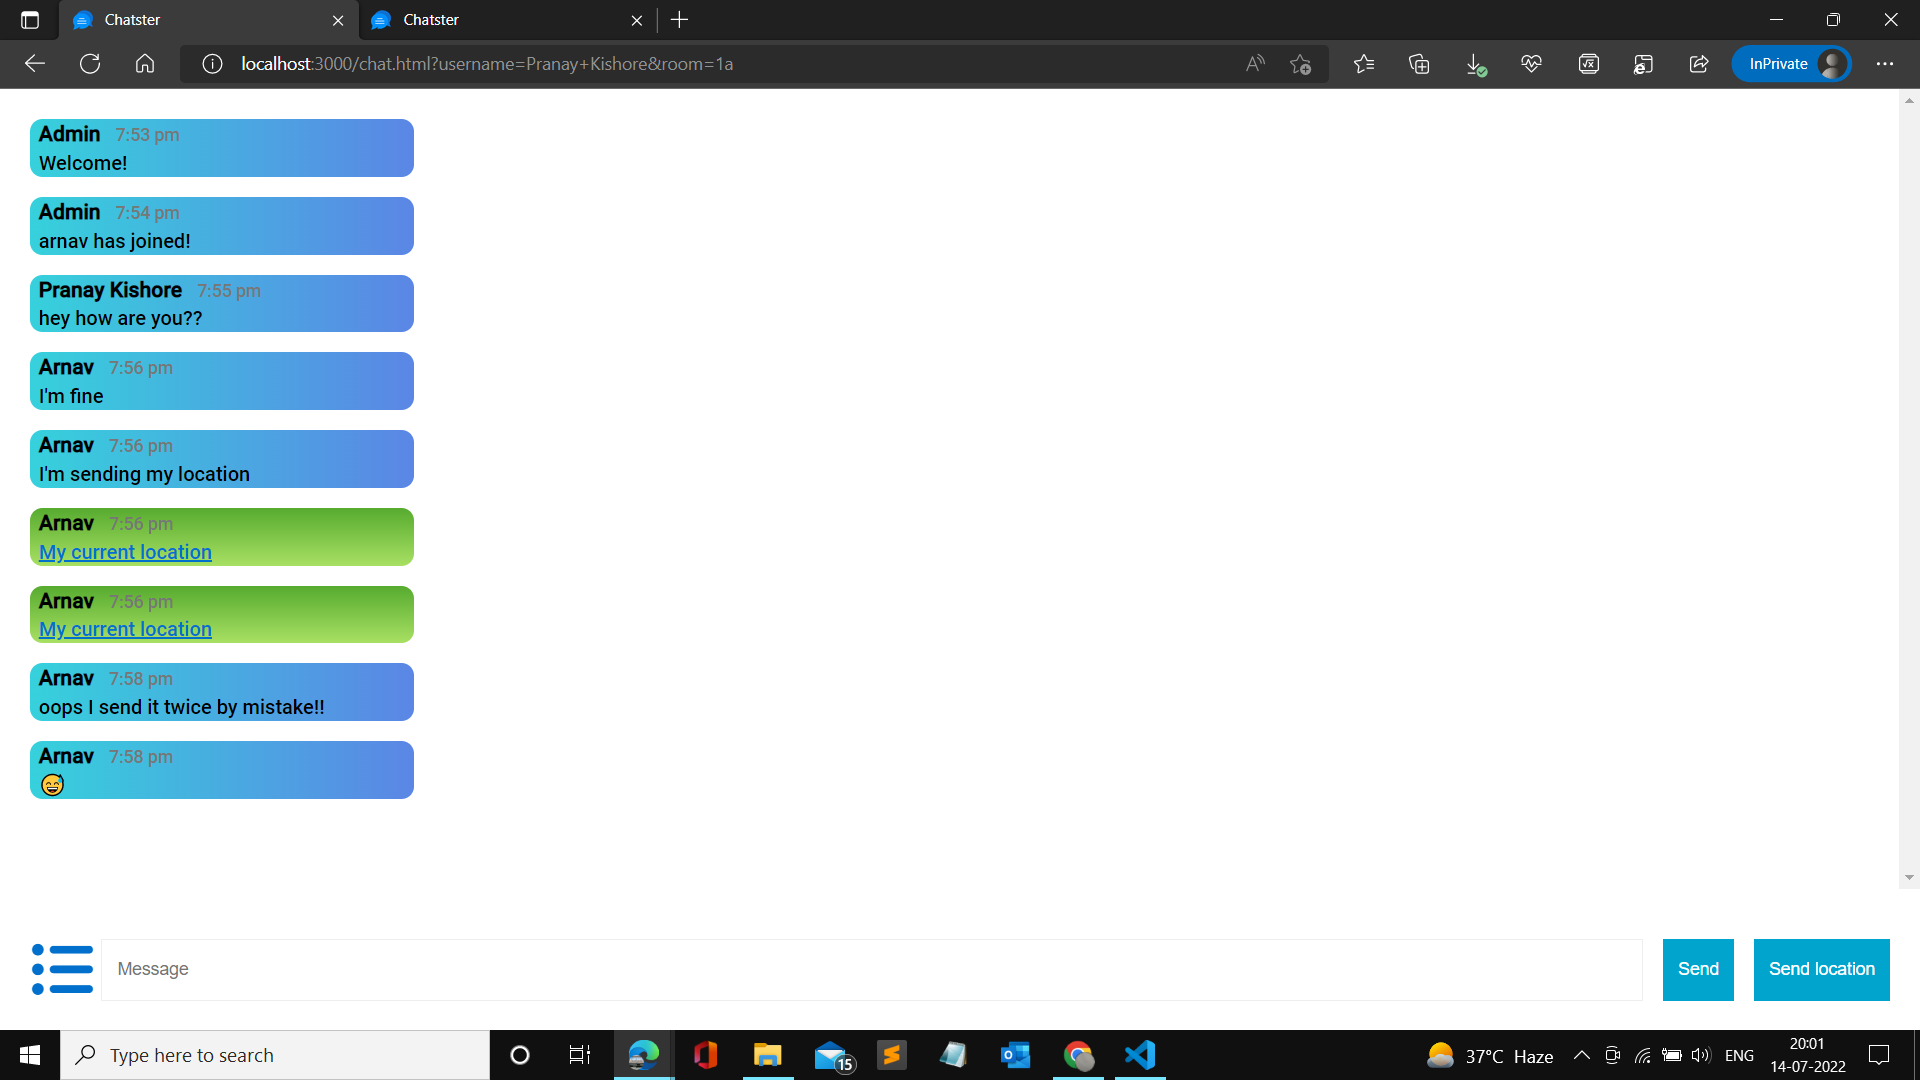 Chatster
Chatster
localhost:3000/chat.html?username=Pranay+Kishore&room=1a
InPrivate
Admin 7:53 pm
Welcome!
Admin 7:54 pm
arnav has joined!
Pranay Kishore 7:55 pm
hey how are you??
Arnav 7:56 pm
I'm fine
Arnav 7:56 pm
I'm sending my location
Arnav 7:56 pm
My current location
Arnav 7:56 pm
My current location
Arnav 7:58 pm
oops I send it twice by mistake!!
Arnav 7:58 pm
😅
Message
Send
Send location
Type here to search
15
37°C Haze
ENG
20:01
14-07-2022